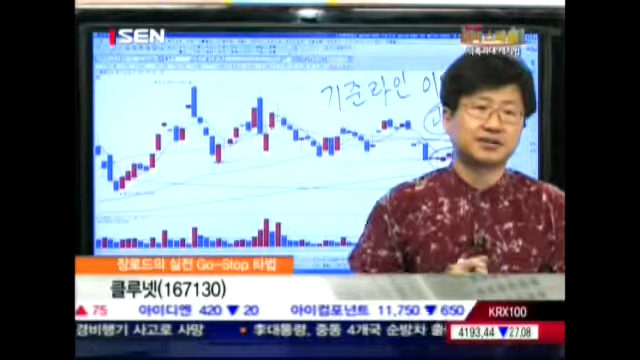 SEN
기준라인 이
장로드의 실전 Go-Stop 타법
클루넷(167130)
▲ 75 아이디엔 420 ▼ 20 아이컴포넌트 11,750 ▼ 650 KRX100
경비행기 사고로 사망 이대통령, 중동 4개국 순방차 출 4193,44 ▼27,08